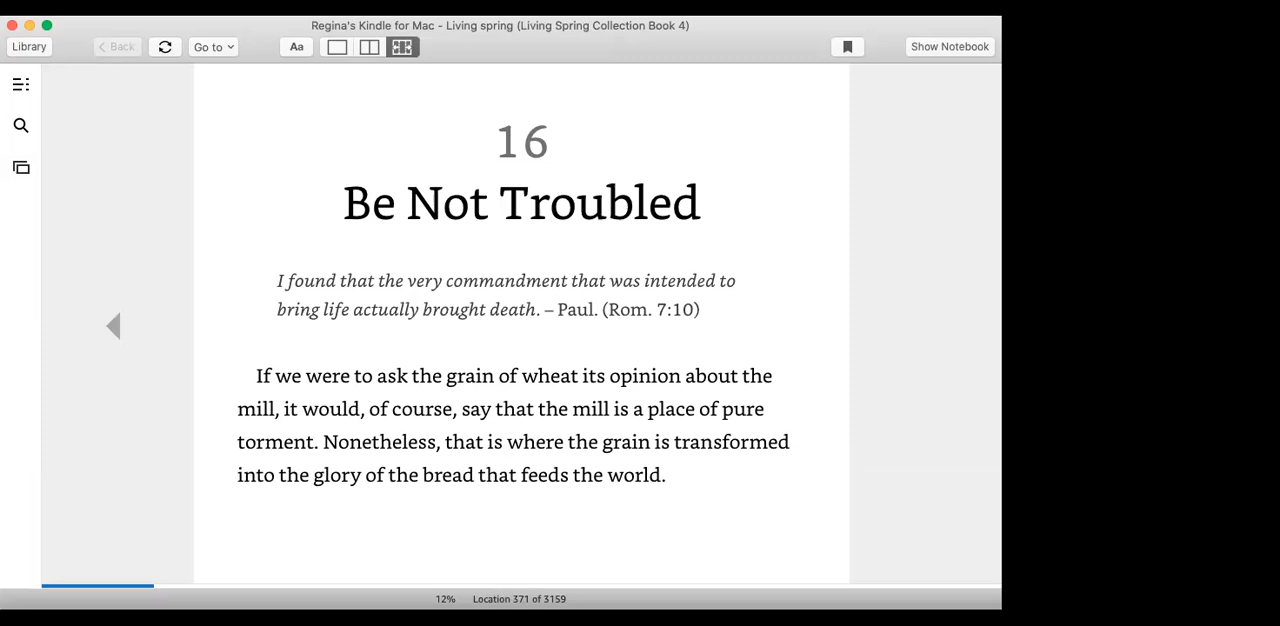 Regina's Kindle for Mac - Living spring (Living Spring Collection Book 4)
Library
Back
Go to
Aa
Show Notebook
16
Be Not Troubled
I found that the very commandment that was intended to
bring life actually brought death. – Paul. (Rom. 7:10)
If we were to ask the grain of wheat its opinion about the
mill, it would, of course, say that the mill is a place of pure
torment. Nonetheless, that is where the grain is transformed
into the glory of the bread that feeds the world.
12% Location 371 of 3159